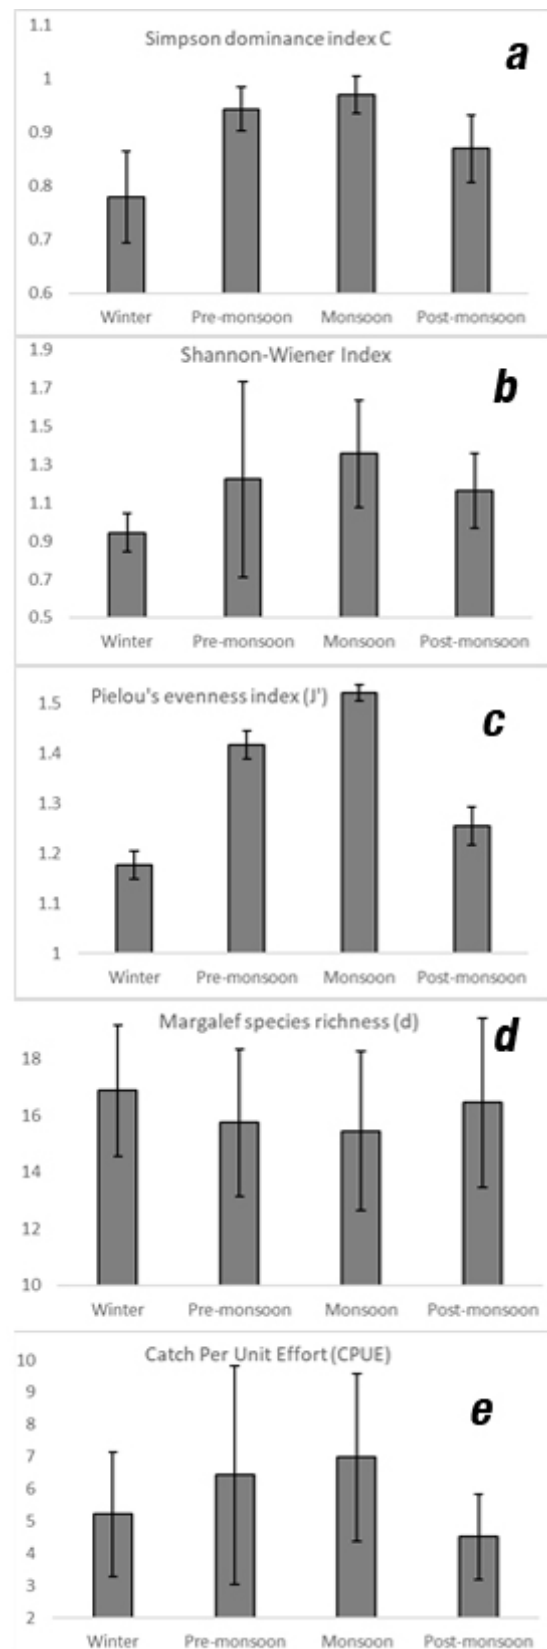 Simpson dominance index C
a
1.1
1
0.9
0.8
0.7
0.6
Winter Pre-monsoon Monsoon Post-monsoon
Shannon-Wiener Index
b
1.9
1.7
1.5
1.3
1.1
0.9
0.7
0.5
Winter Pre-monsoon Monsoon Post-monsoon
Pielou's evenness index (J')
c
1.5
1.4
1.3
1.2
1.1
1
Winter Pre-monsoon Monsoon Post-monsoon
Margalef species richness (d)
d
18
16
14
12
10
Winter Pre-monsoon Monsoon Post-monsoon
Catch Per Unit Effort (CPUE)
e
10
9
8
7
6
5
4
3
2
Winter Pre-monsoon Monsoon Post-monsoon